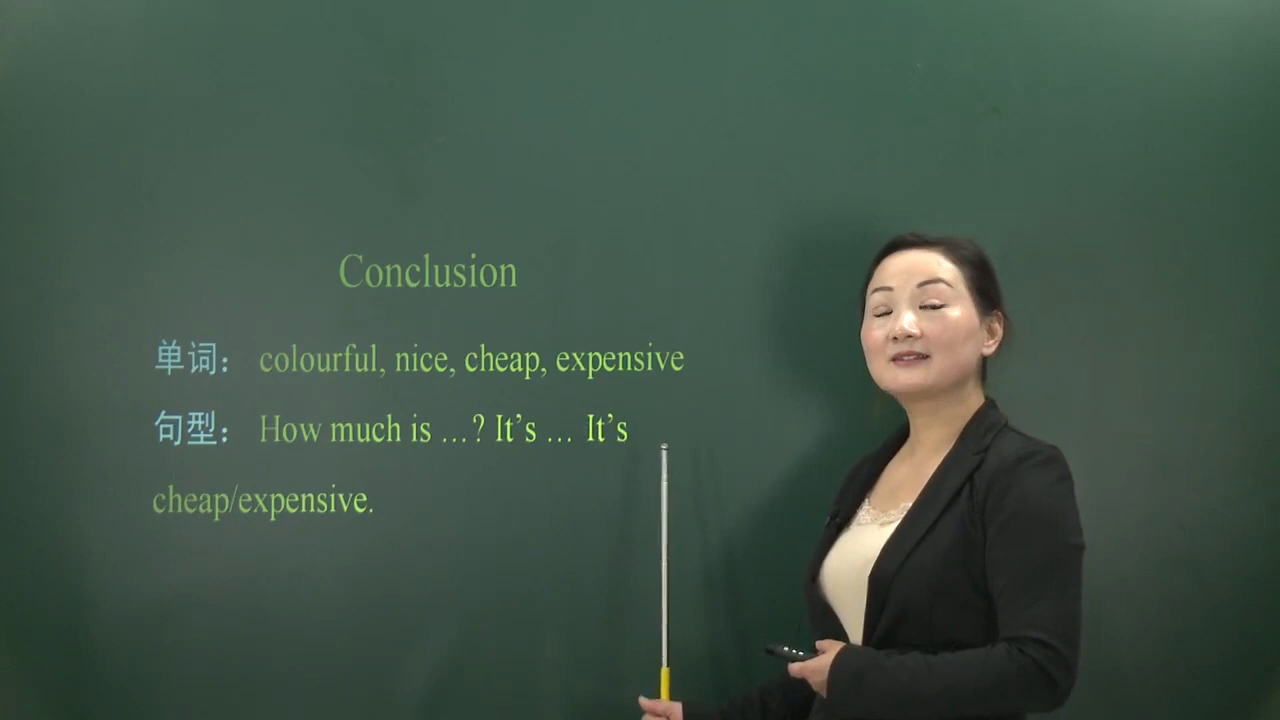 Conclusion
单词： colourful, nice, cheap, expensive
句型： How much is …? It’s … It’s
cheap/expensive.